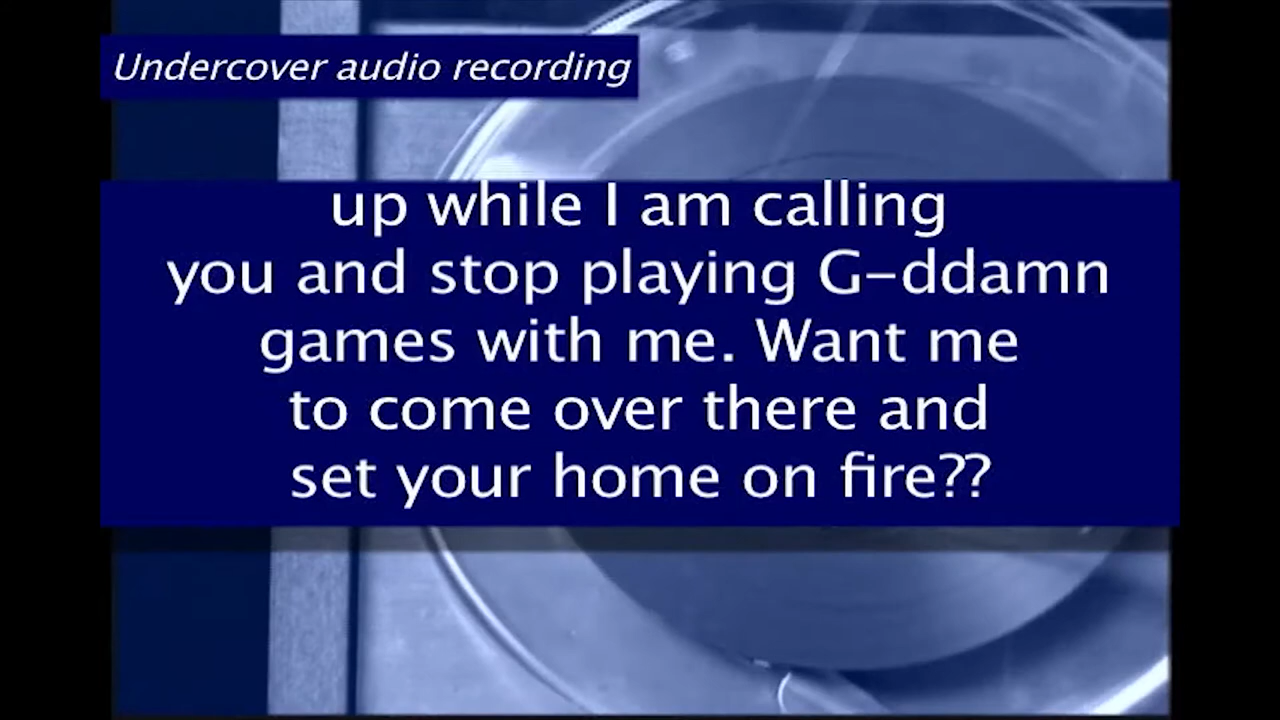 Undercover audio recording
up while I am calling
you and stop playing G-ddamn
games with me. Want me
to come over there and
set your home on fire??